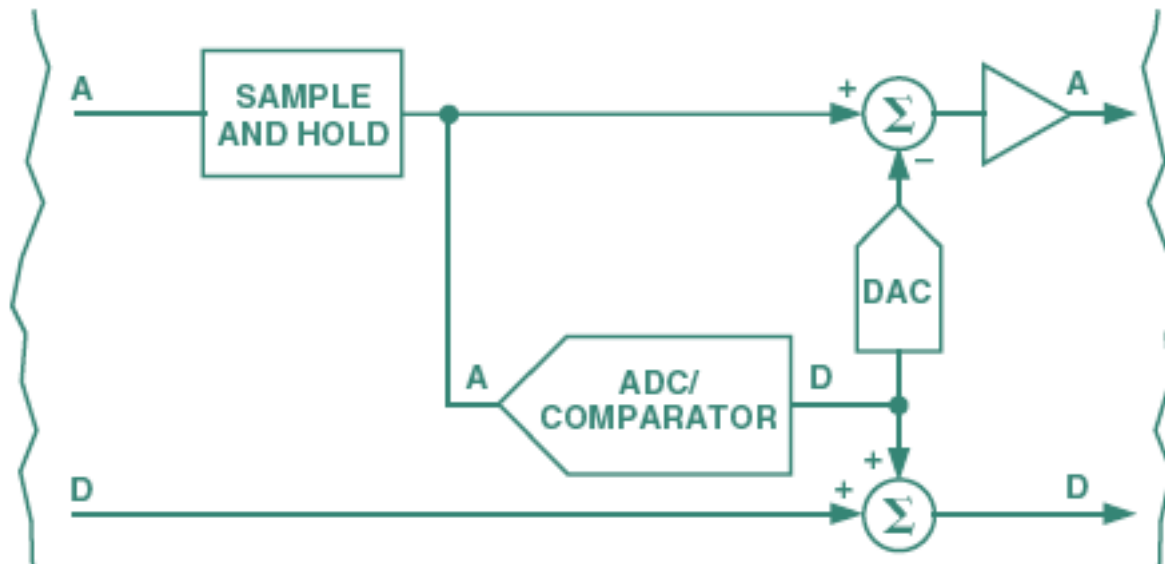 A
SAMPLE
AND HOLD
+
Σ
A
−
DAC
A
ADC/
COMPARATOR
D
+
D
+
Σ
D